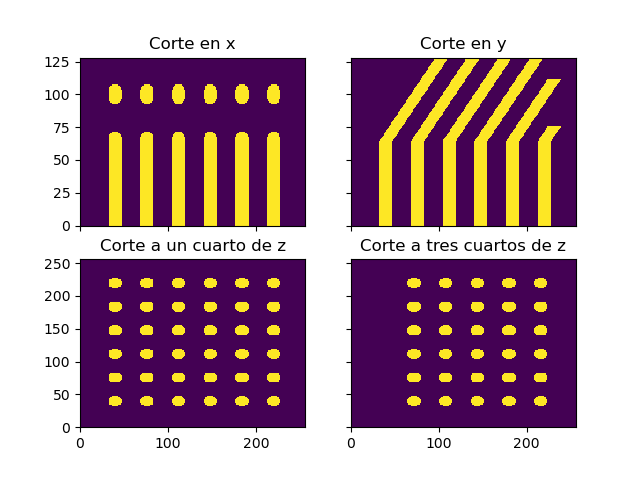 Corte en x
Corte en y
125
100
75
50
25
0
Corte a un cuarto de z
Corte a tres cuartos de z
250
200
150
100
50
0
0 100 200
0 100 200